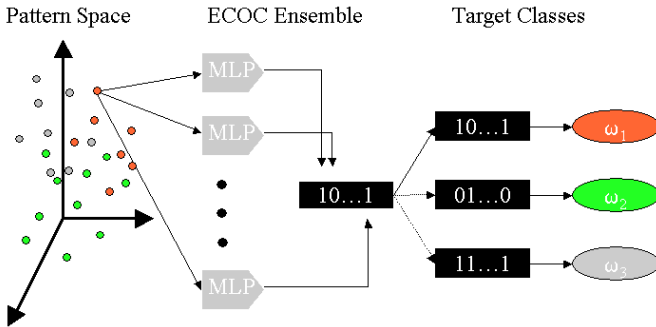 Pattern Space
ECOC Ensemble
Target Classes
MLP
MLP
MLP
10...1
10...1
01...0
11...1
ω1
ω2
ω3